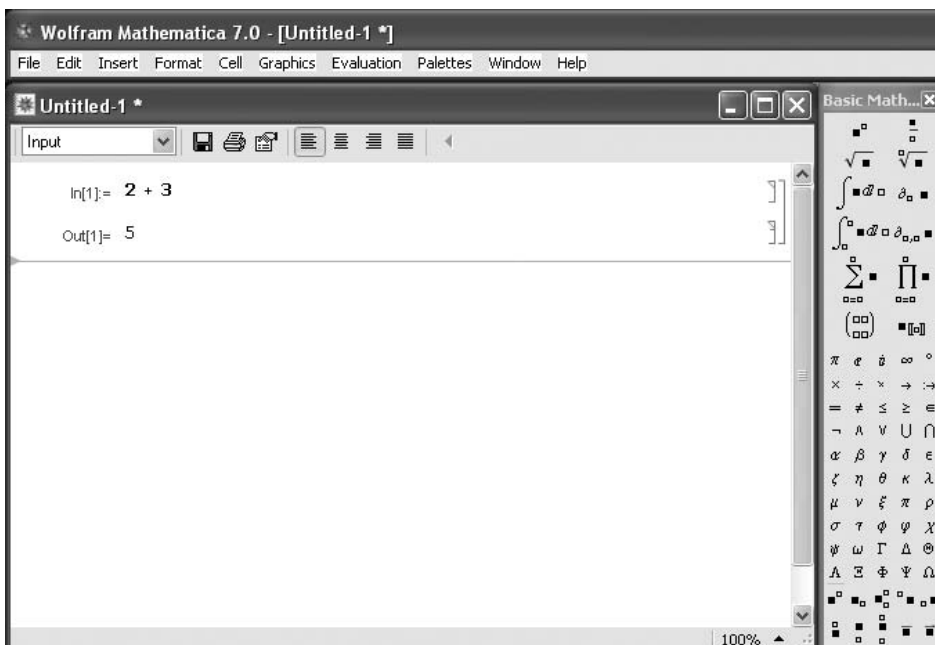 Wolfram Mathematica 7.0 - [Untitled-1 *]
File Edit Insert Format Cell Graphics Evaluation Palettes Window Help
Untitled-1 *
Input
In[1]:= 2 + 3
Out[1]= 5
100%
Basic Math...
π ⅇ ⅈ ∞ °
× ÷ × → :→
= ≠ ≤ ≥ ∈
¬ ∧ ∨ ∪ ∩
α β γ δ ϵ
ζ η θ κ λ
μ ν ξ π ρ
σ τ ϕ φ χ
ψ ω Γ Δ Θ
Λ Ξ Φ Ψ Ω